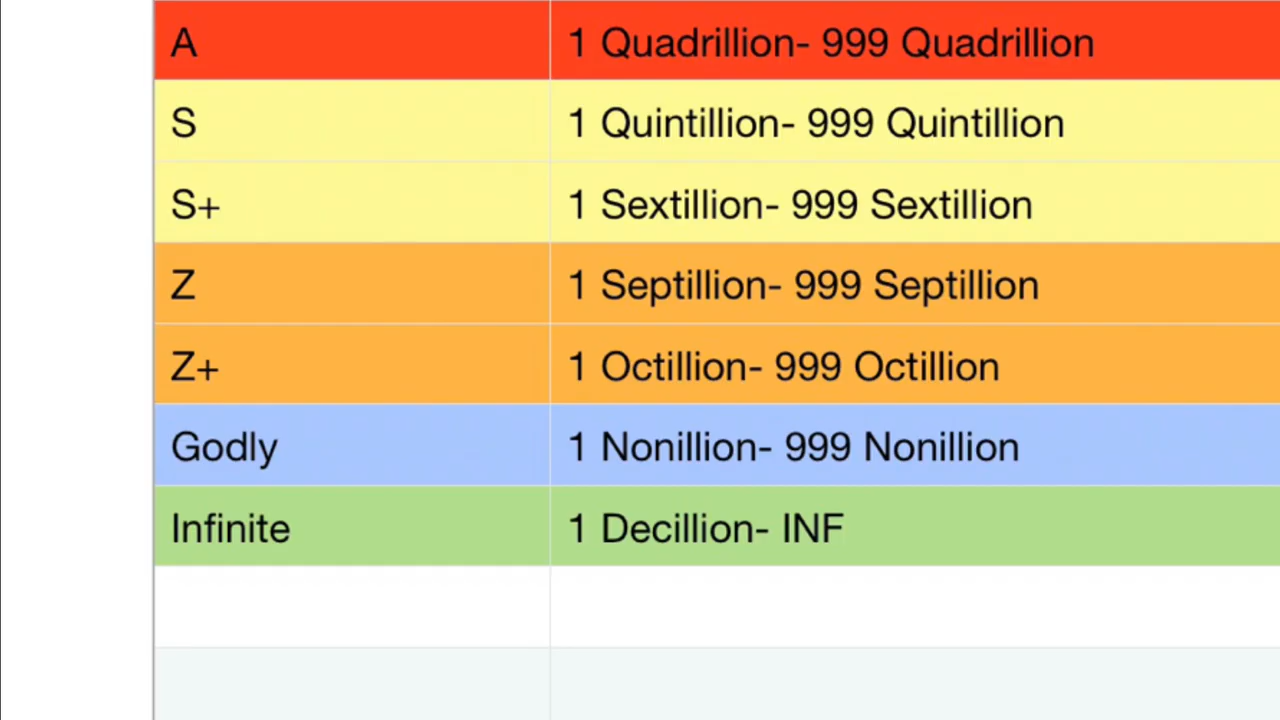 A 1 Quadrillion- 999 Quadrillion
S 1 Quintillion- 999 Quintillion
S+ 1 Sextillion- 999 Sextillion
Z 1 Septillion- 999 Septillion
Z+ 1 Octillion- 999 Octillion
Godly 1 Nonillion- 999 Nonillion
Infinite 1 Decillion- INF